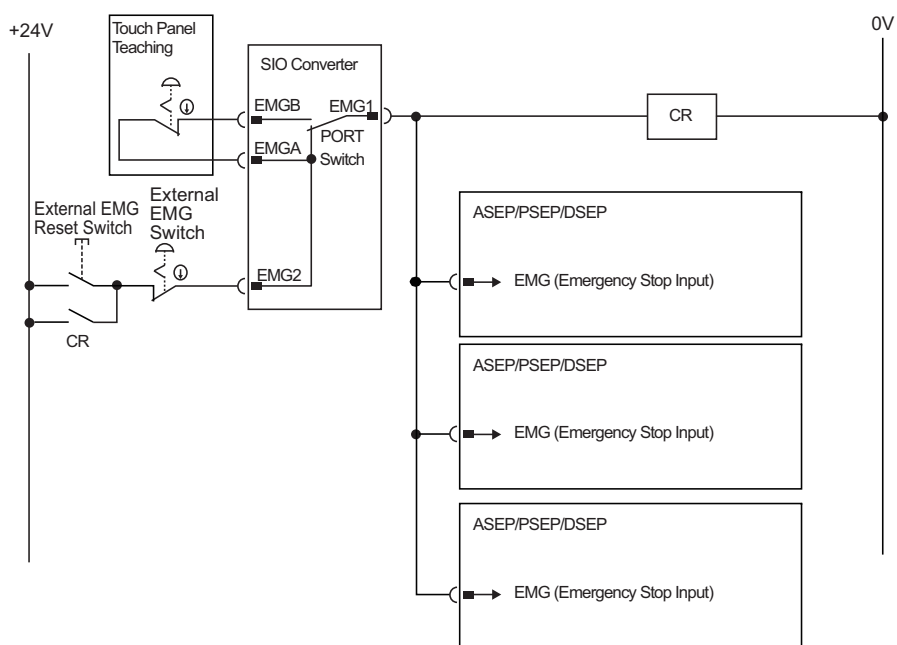 +24V
0V
Touch Panel
Teaching
SIO Converter
EMGB
EMG1
PORT
EMGA
Switch
External EMG
Reset Switch
External
EMG
Switch
EMG2
CR
CR
ASEP/PSEP/DSEP
EMG (Emergency Stop Input)
ASEP/PSEP/DSEP
EMG (Emergency Stop Input)
ASEP/PSEP/DSEP
EMG (Emergency Stop Input)